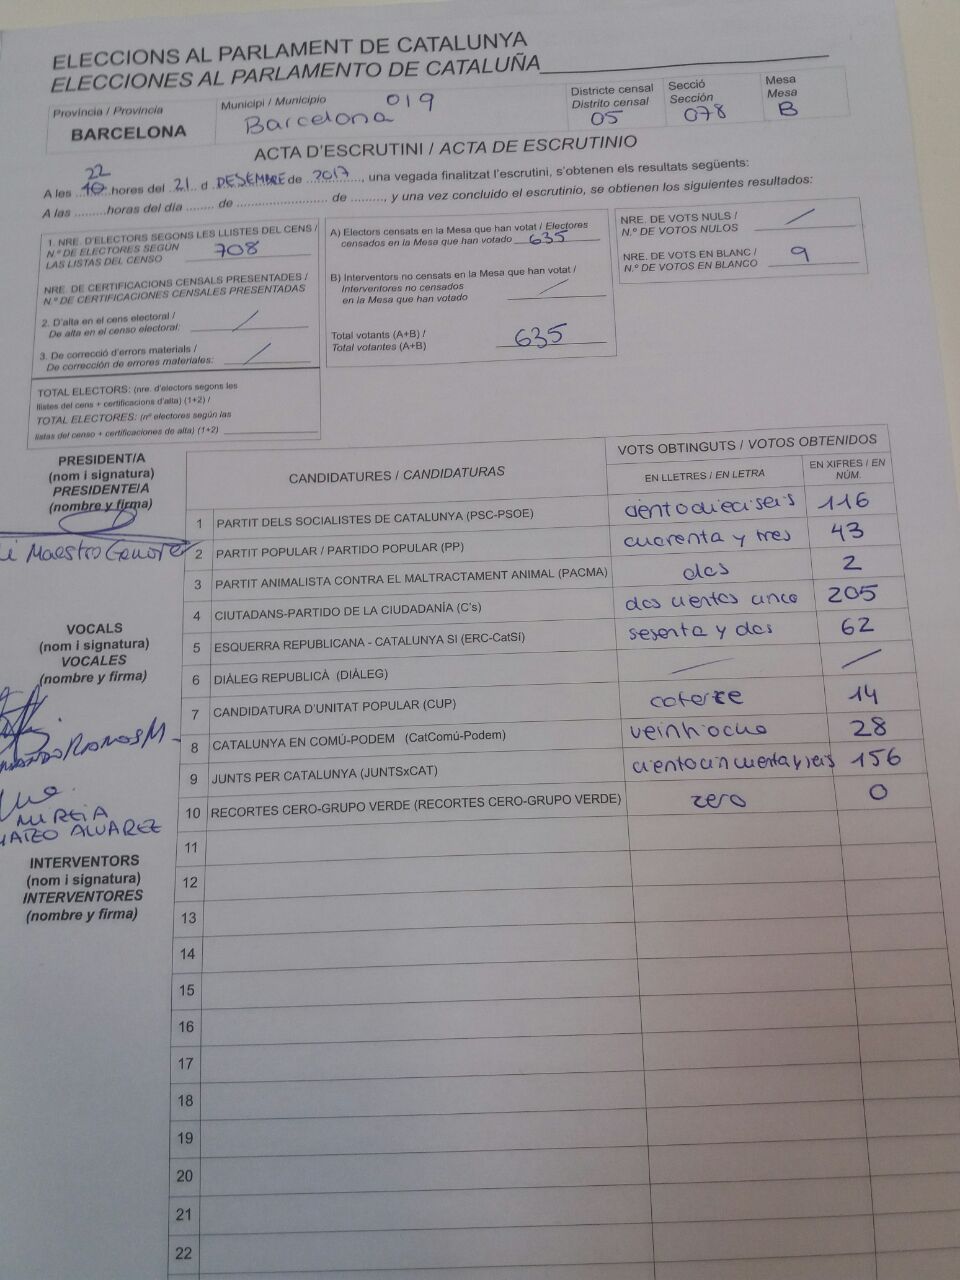 ELECCIONS AL PARLAMENT DE CATALUNYA
ELECCIONES AL PARLAMENTO DE CATALUÑA
Província / Provincia
BARCELONA
Municipi / Municipio 019
Barcelona
Districte censal
Distrito censal
05
Secció
Sección
078
Mesa
Mesa
B
ACTA D'ESCRUTINI / ACTA DE ESCRUTINIO
22
A les 10 hores del 21 d DESEMBRE de 2017, una vegada finalitzat l'escrutini, s'obtenen els resultats següents:
A las .........horas del día ........ de .......................... de ........., y una vez concluido el escrutinio, se obtienen los siguientes resultados:
1. NRE. D'ELECTORS SEGONS LES LLISTES DEL CENS /
N.º DE ELECTORES SEGÚN
LAS LISTAS DEL CENSO 708
NRE. DE CERTIFICACIONS CENSALS PRESENTADES /
N.º DE CERTIFICACIONES CENSALES PRESENTADAS
2. D'alta en el cens electoral /
De alta en el censo electoral: /
3. De correcció d'errors materials /
De corrección de errores materiales: /
TOTAL ELECTORS: (nre. d'electors segons les
llistes del cens + certificacions d'alta) (1+2) /
TOTAL ELECTORES: (nº electores según las
listas del censo + certificaciones de alta) (1+2)
A) Electors censats en la Mesa que han votat / Electores
censados en la Mesa que han votado 635
B) Interventors no censats en la Mesa que han votat /
Interventores no censados
en la Mesa que han votado /
Total votants (A+B) /
Total votantes (A+B) 635
NRE. DE VOTS NULS /
N.º DE VOTOS NULOS /
NRE. DE VOTS EN BLANC /
N.º DE VOTOS EN BLANCO 9
PRESIDENT/A
(nom i signatura)
PRESIDENTE/A
(nombre y firma)
VOCALS
(nom i signatura)
VOCALES
(nombre y firma)
MIREIA
MATEO ALVAREZ
INTERVENTORS
(nom i signatura)
INTERVENTORES
(nombre y firma)
CANDIDATURES / CANDIDATURAS
VOTS OBTINGUTS / VOTOS OBTENIDOS
EN LLETRES / EN LETRA
EN XIFRES / EN
NÚM.
1 PARTIT DELS SOCIALISTES DE CATALUNYA (PSC-PSOE) ciento dieciseis 116
2 PARTIT POPULAR / PARTIDO POPULAR (PP) cuarenta y tres 43
3 PARTIT ANIMALISTA CONTRA EL MALTRACTAMENT ANIMAL (PACMA) dos 2
4 CIUTADANS-PARTIDO DE LA CIUDADANÍA (C's) dos cientos cinco 205
5 ESQUERRA REPUBLICANA - CATALUNYA SI (ERC-CatSí) sesenta y dos 62
6 DIÀLEG REPUBLICÀ (DIÀLEG) / /
7 CANDIDATURA D'UNITAT POPULAR (CUP) catorze 14
8 CATALUNYA EN COMÚ-PODEM (CatComú-Podem) veintiocho 28
9 JUNTS PER CATALUNYA (JUNTSxCAT) ciento cincuenta y seis 156
10 RECORTES CERO-GRUPO VERDE (RECORTES CERO-GRUPO VERDE) zero 0
11
12
13
14
15
16
17
18
19
20
21
22